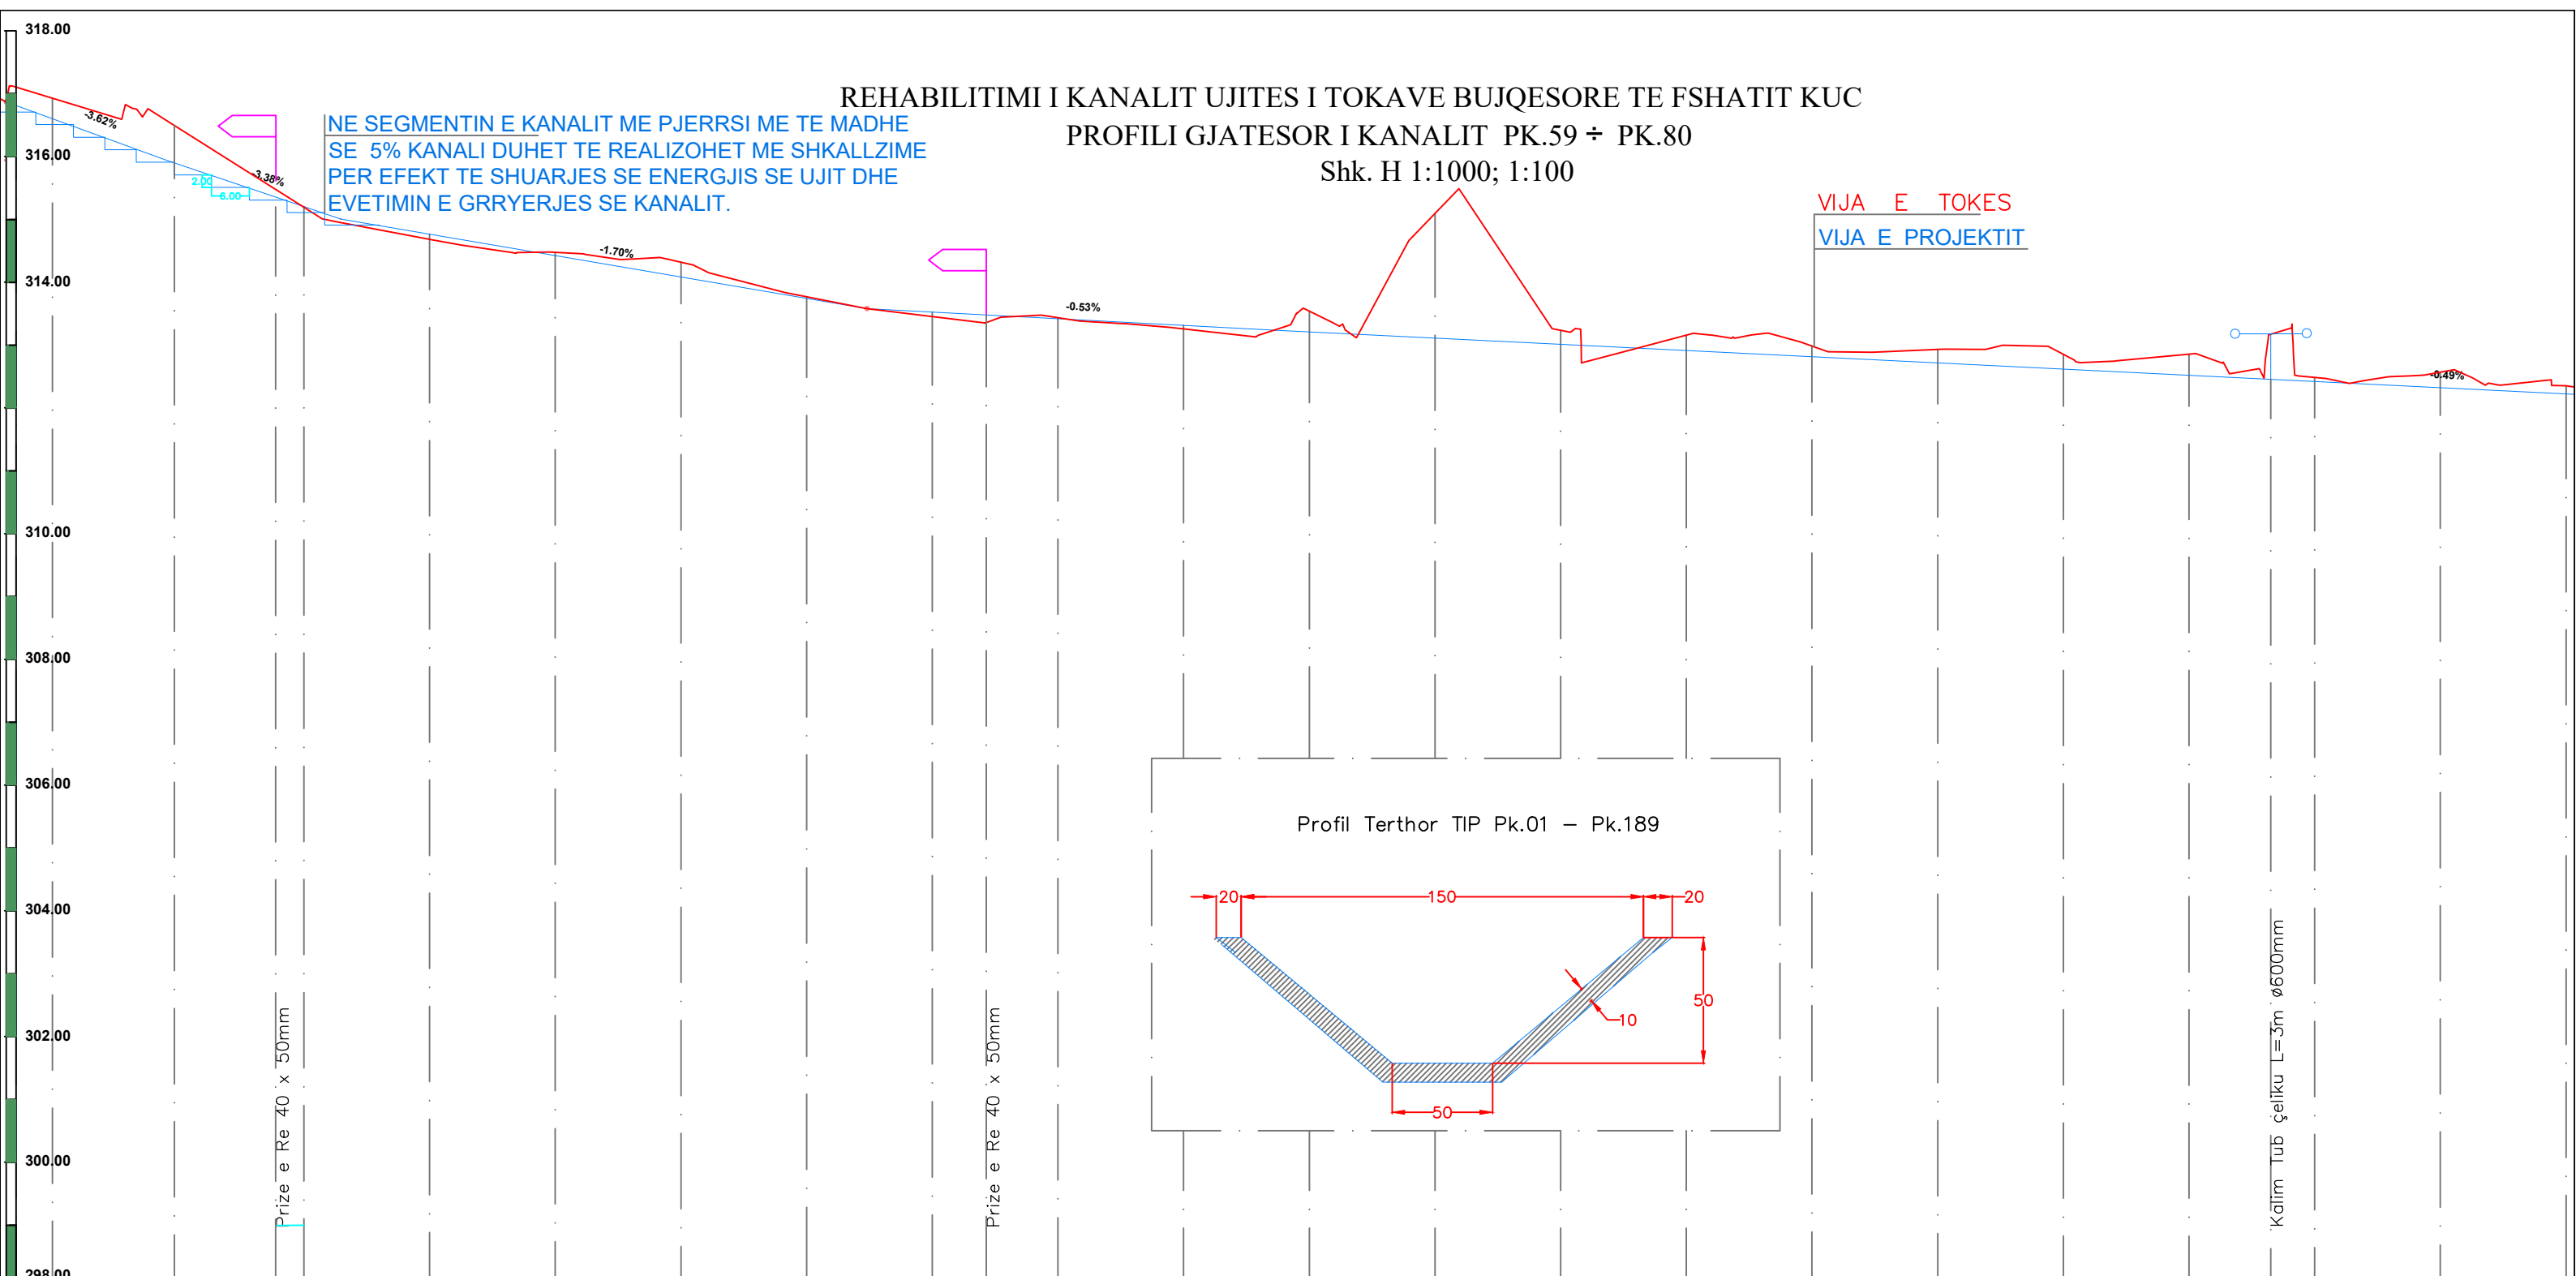 318.00
REHABILITIMI I KANALIT UJITES I TOKAVE BUJQESORE TE FSHATIT KUC
PROFILI GJATESOR I KANALIT PK.59 ÷ PK.80
Shk. H 1:1000; 1:100
-3.62%
NE SEGMENTIN E KANALIT ME PJERRSI ME TE MADHE
SE 5% KANALI DUHET TE REALIZOHET ME SHKALLZIME
PER EFEKT TE SHUARJES SE ENERGJIS SE UJIT DHE
EVETIMIN E GRRYERJES SE KANALIT.
316.00
-3.38%
2.00
6.00
VIJA E TOKES
VIJA E PROJEKTIT
-1.70%
314.00
-0.53%
-0.49%
310.00
308.00
306.00
Profil Terthor TIP Pk.01 - Pk.189
20
150
20
304.00
50
10
302.00
50
300.00
Prize e Re 40 x 50mm
Prize e Re 40 x 50mm
Kalim Tub çeliku L=3m ø600mm
298.00